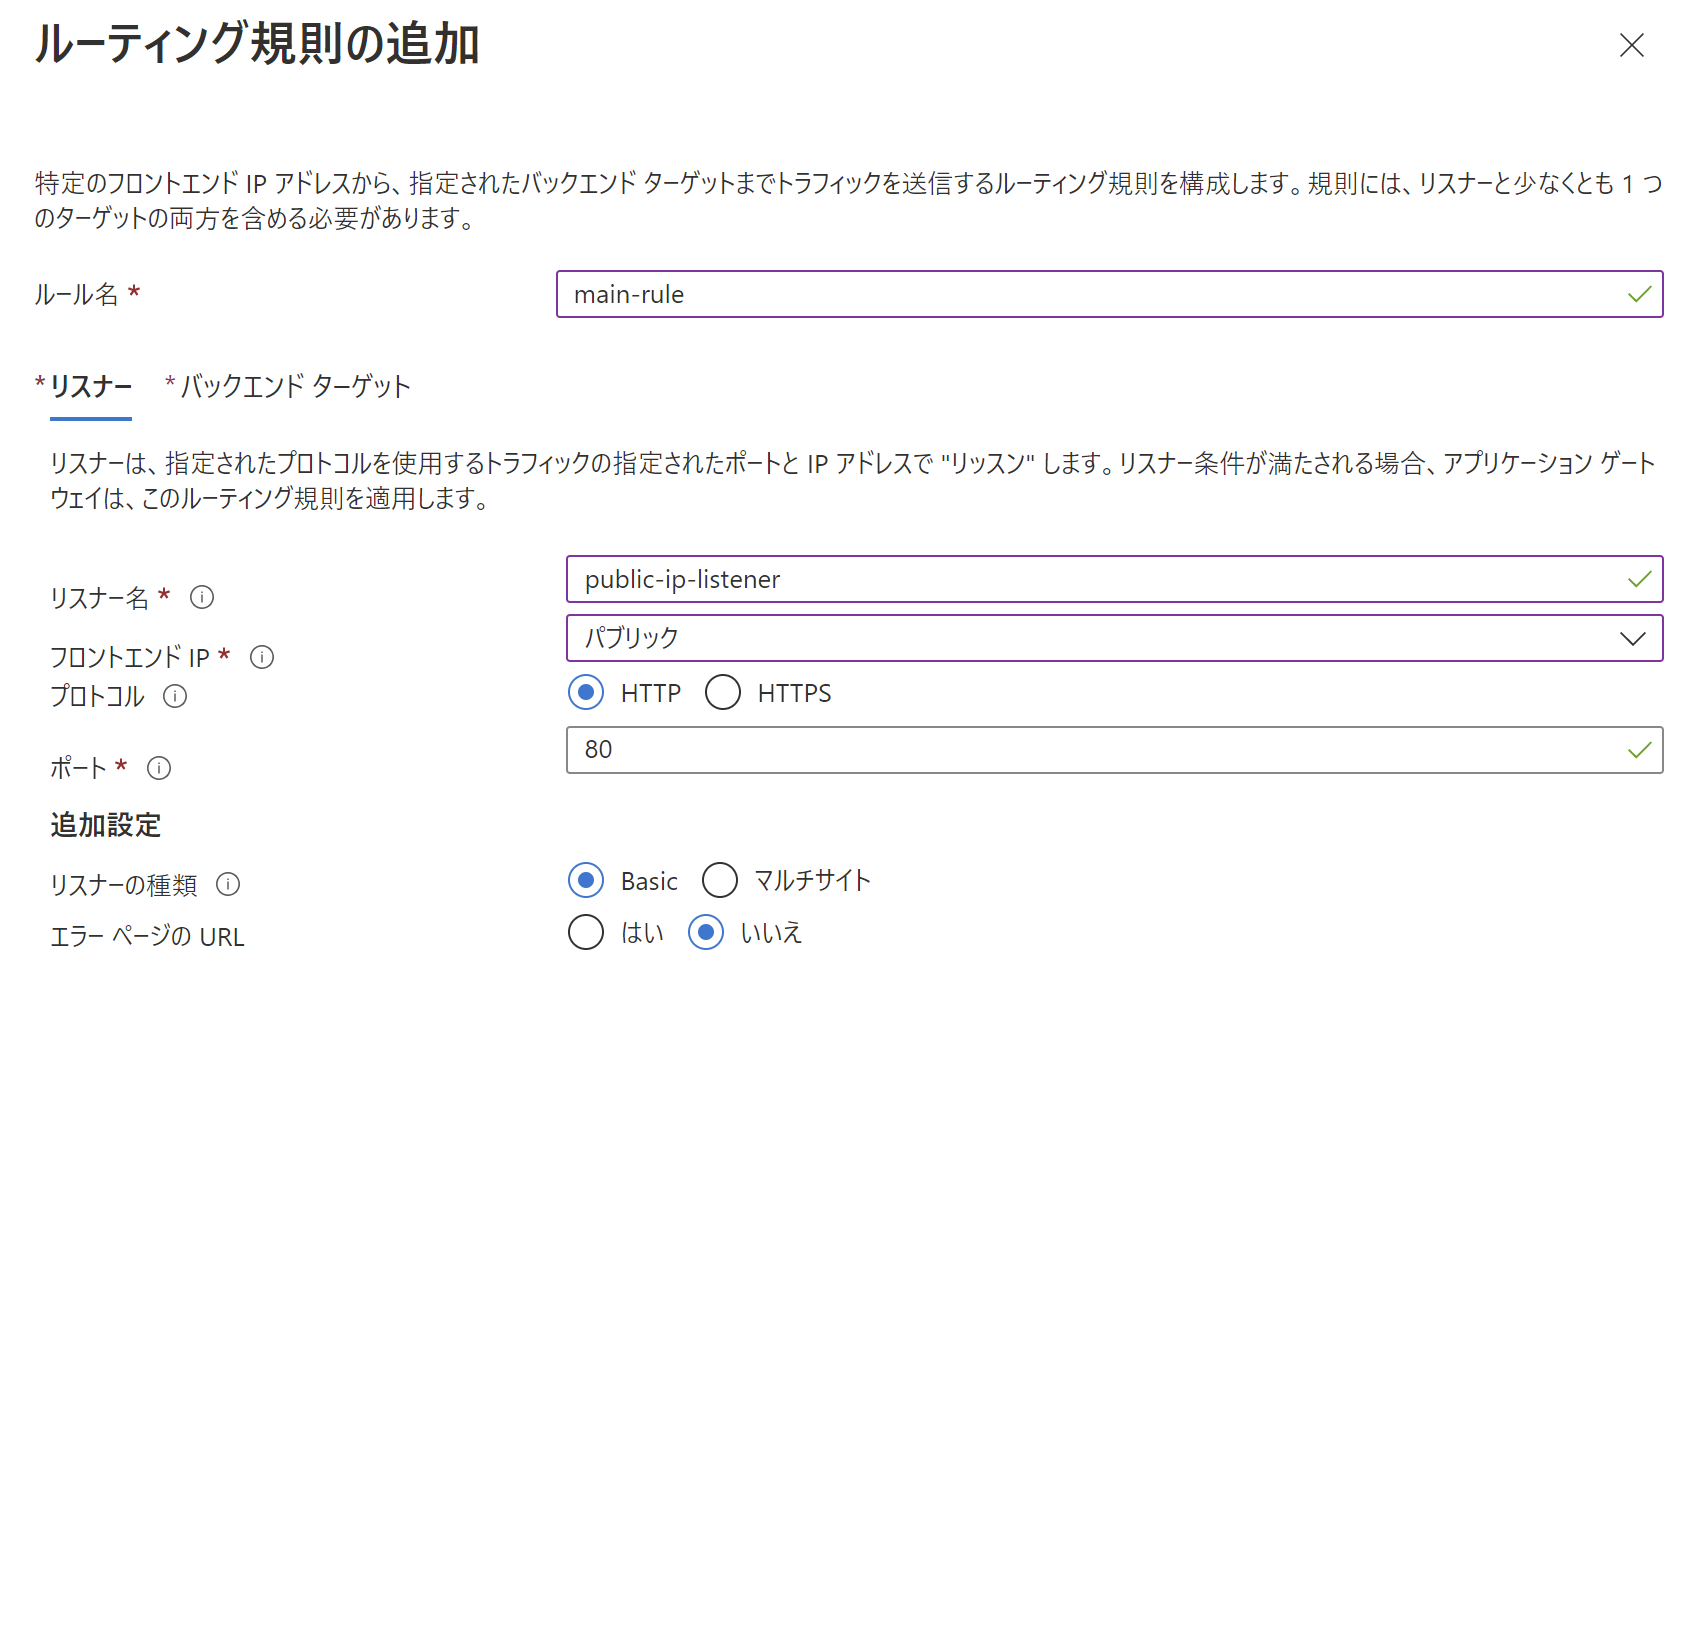 ルーティング規則の追加
特定のフロントエンド IP アドレスから、指定されたバックエンド ターゲットまでトラフィックを送信するルーティング規則を構成します。規則には、リスナーと少なくとも 1 つ
のターゲットの両方を含める必要があります。
ルール名 * main-rule
* リスナー * バックエンド ターゲット
リスナーは、指定されたプロトコルを使用するトラフィックの指定されたポートと IP アドレスで "リッスン" します。リスナー条件が満たされる場合、アプリケーション ゲート
ウェイは、このルーティング規則を適用します。
リスナー名 * public-ip-listener
フロントエンド IP * パブリック
プロトコル HTTP HTTPS
ポート * 80
追加設定
リスナーの種類 Basic マルチサイト
エラー ページの URL はい いいえ